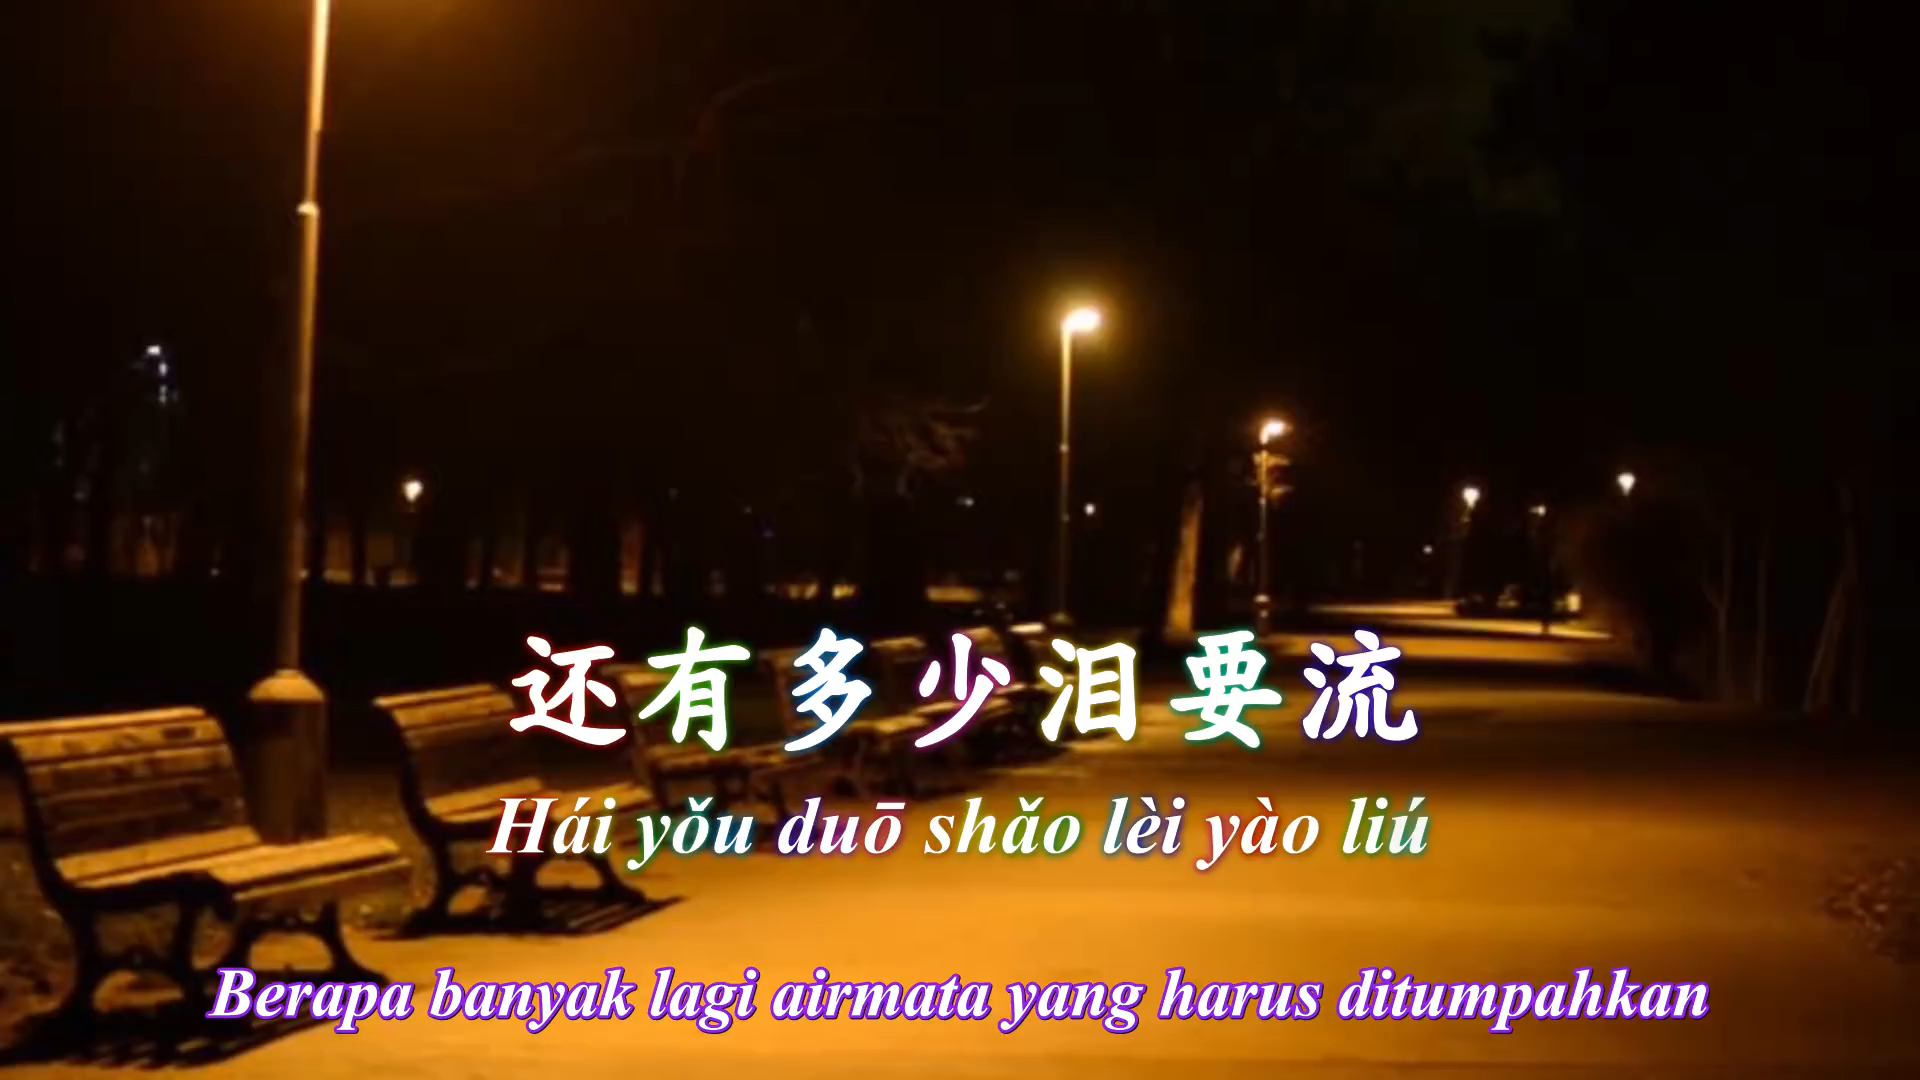 还有多少泪要流
Hái yǒu duō shǎo lèi yào liú
Berapa banyak lagi airmata yang harus ditumpahkan